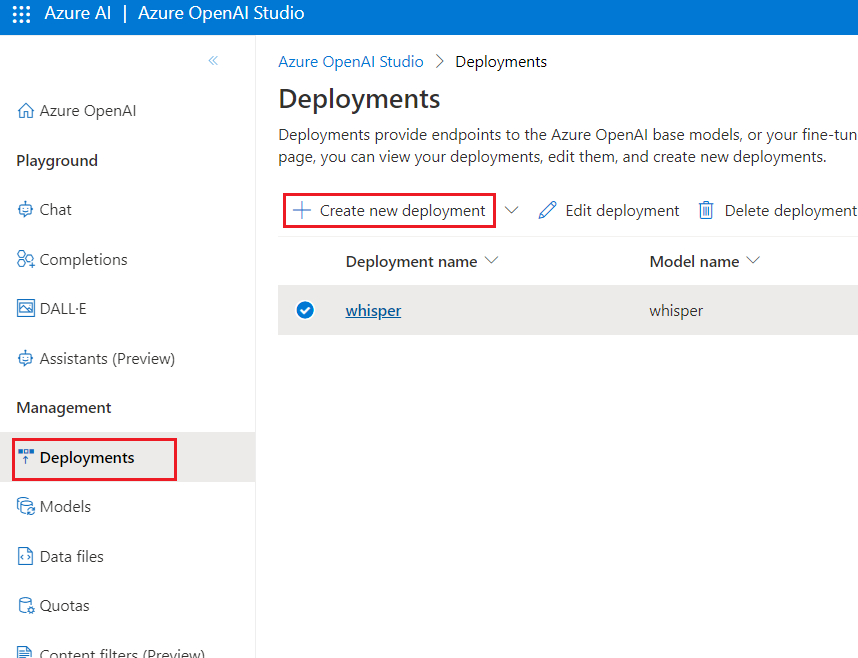 Azure AI | Azure OpenAI Studio
Azure OpenAI
Playground
Chat
Completions
DALL·E
Assistants (Preview)
Management
Deployments
Models
Data files
Quotas
Content filters (Preview)
Azure OpenAI Studio > Deployments
Deployments
Deployments provide endpoints to the Azure OpenAI base models, or your fine-tun
page, you can view your deployments, edit them, and create new deployments.
Create new deployment Edit deployment Delete deployment
Deployment name Model name
whisper whisper